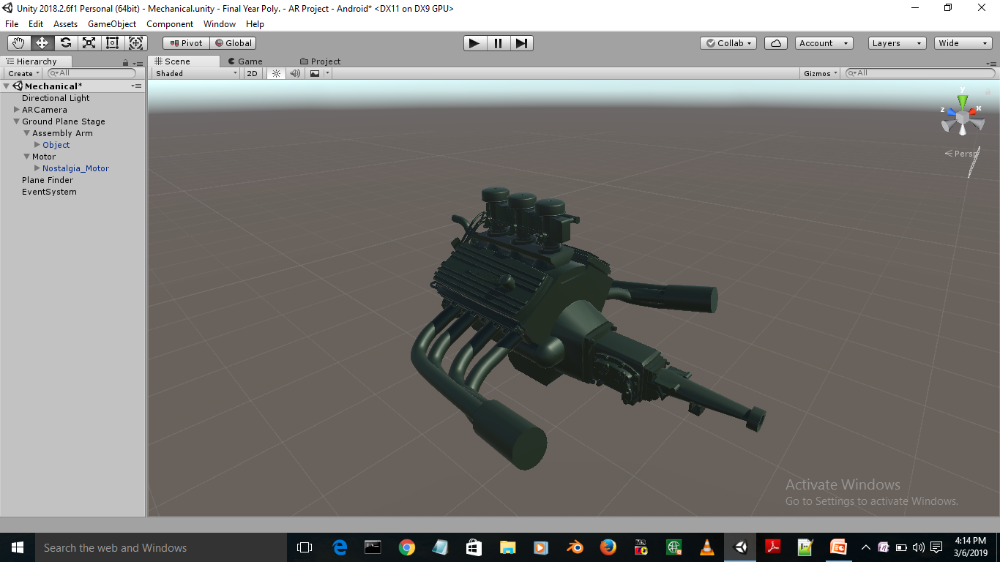 Unity 2018.2.6f1 Personal (64bit) - Mechanical.unity - Final Year Poly. - AR Project - Android* <DX11 on DX9 GPU>
File Edit Assets GameObject Component Window Help
Pivot Global Collab Account Layers Wide
Hierarchy Scene Game Project
Create All Shaded 2D Gizmos All
Mechanical*
Directional Light
ARCamera
Ground Plane Stage
Assembly Arm
Object
Motor
Nostalgia_Motor
Plane Finder
EventSystem
y
z x
Persp
Activate Windows
Go to Settings to activate Windows.
Search the web and Windows
4:14 PM
3/6/2019